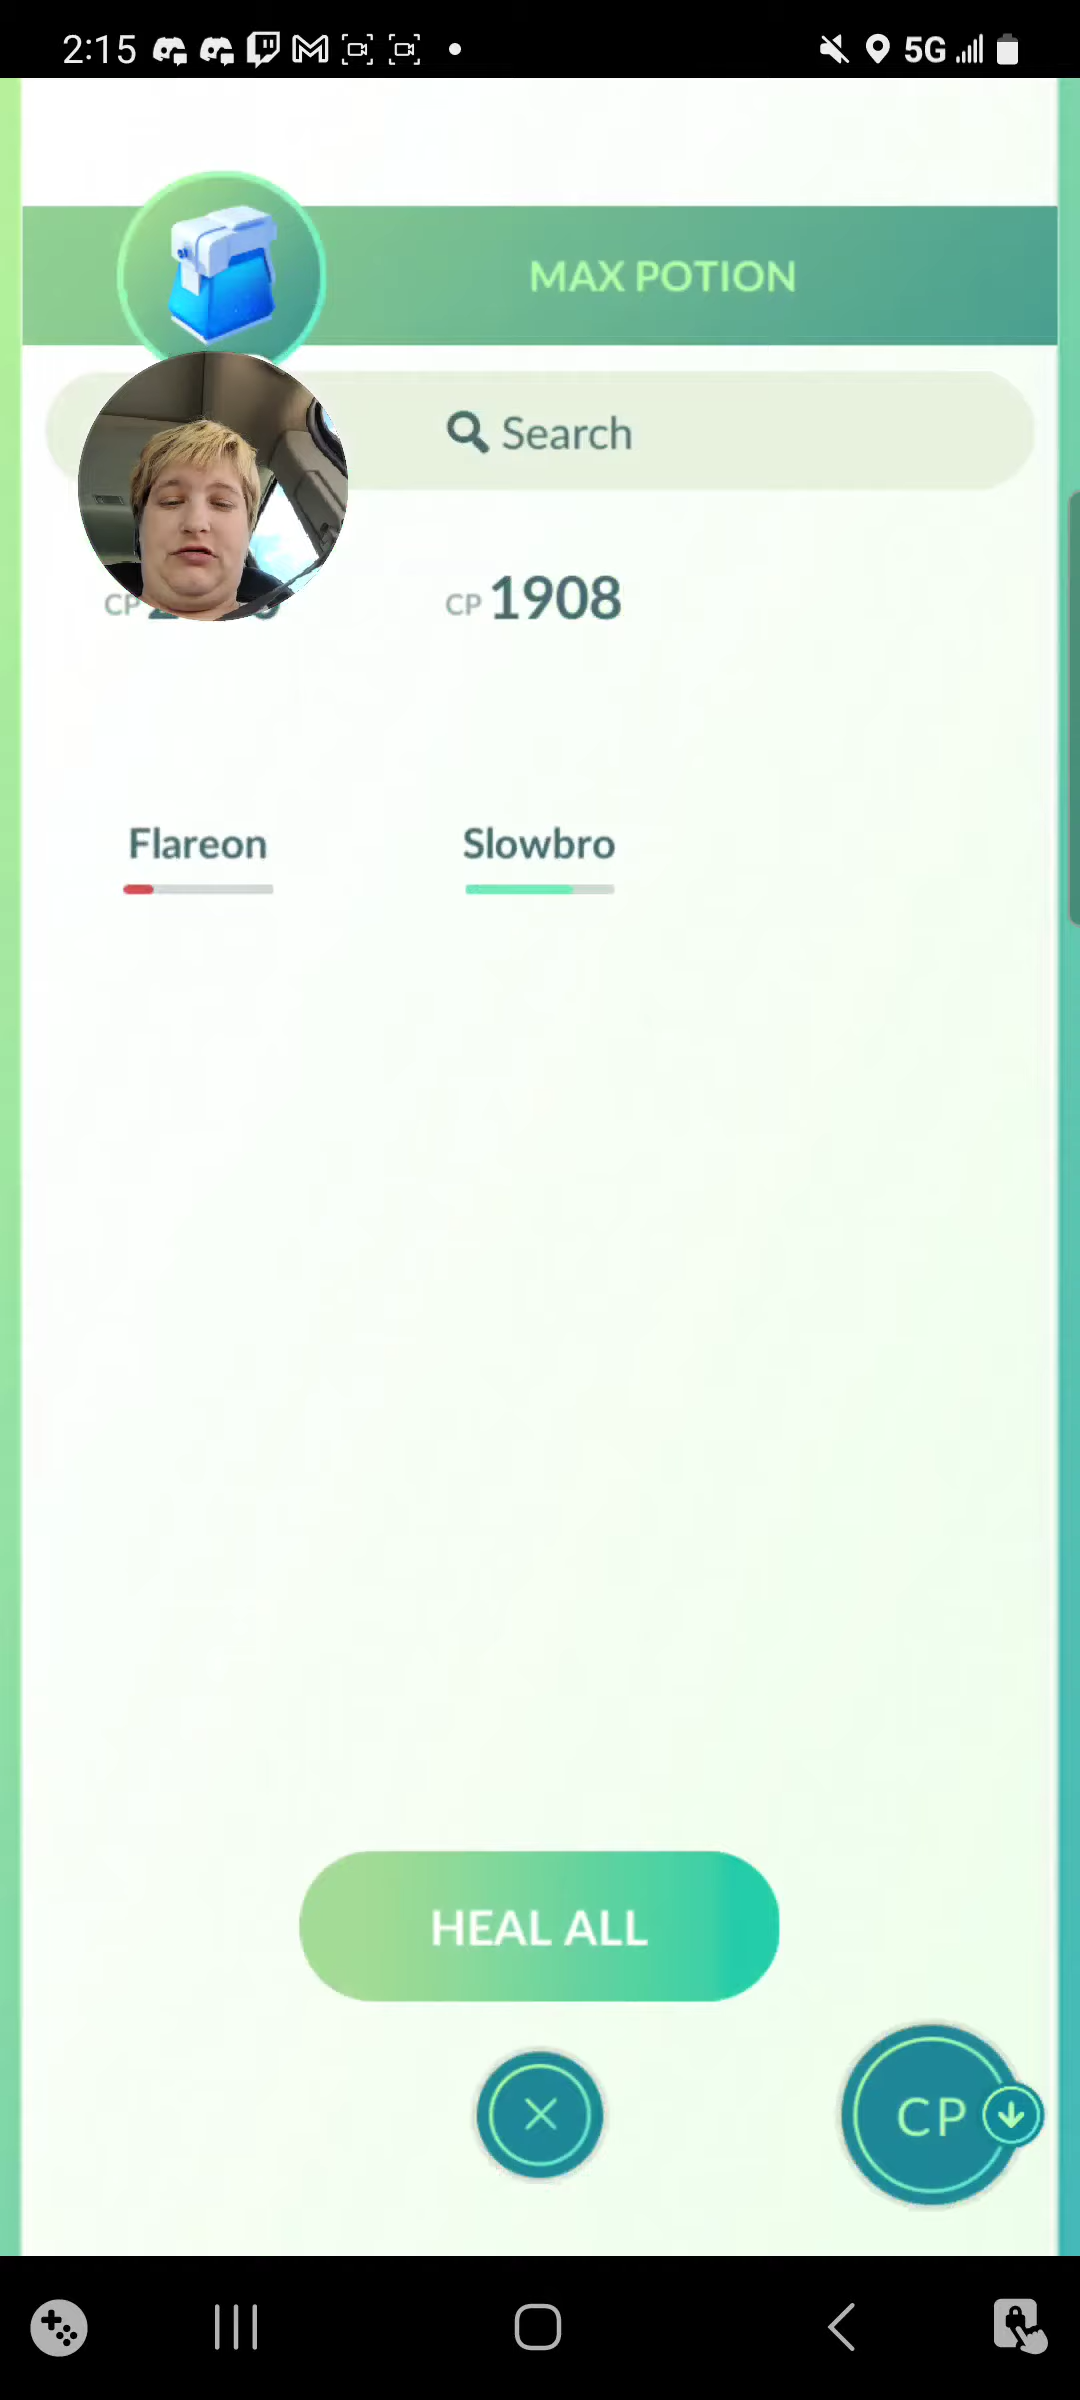 2:15
5G
MAX POTION
Search
CP
CP 1908
Flareon
Slowbro
HEAL ALL
CP